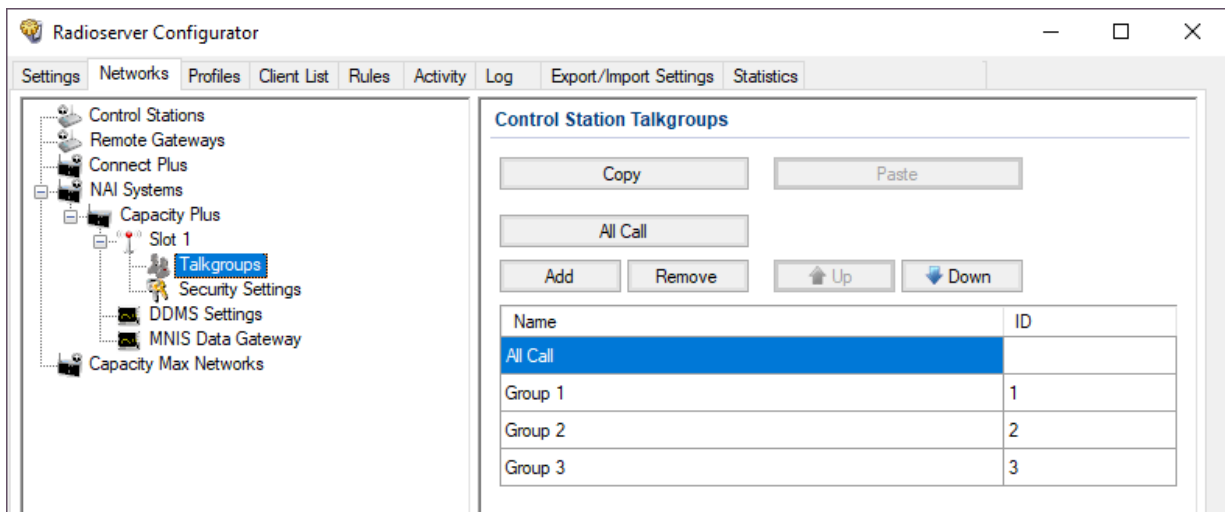 Radioserver Configurator
Settings Networks Profiles Client List Rules Activity Log Export/Import Settings Statistics
Control Stations
Remote Gateways
Connect Plus
NAI Systems
Capacity Plus
Slot 1
Talkgroups
Security Settings
DDMS Settings
MNIS Data Gateway
Capacity Max Networks
Control Station Talkgroups
Copy Paste
All Call
Add Remove Up Down
Name ID
All Call
Group 1 1
Group 2 2
Group 3 3